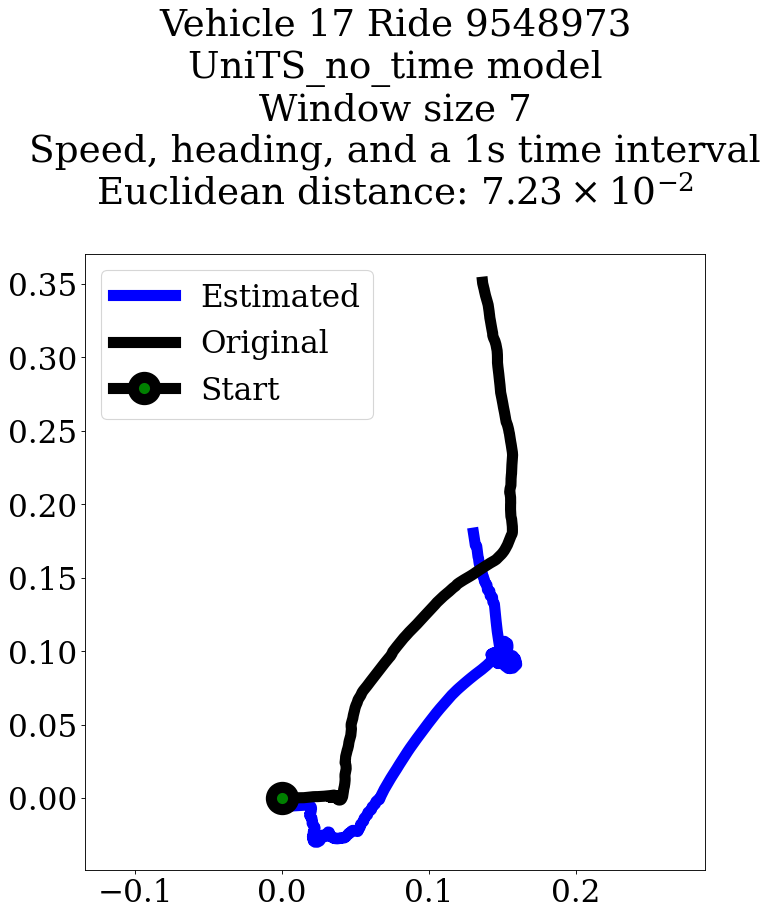 Vehicle 17 Ride 9548973
UniTS_no_time model
Window size 7
Speed, heading, and a 1s time interval
Euclidean distance: 7.23 × 10⁻²
Estimated
Original
Start
0.35
0.30
0.25
0.20
0.15
0.10
0.05
0.00
−0.1 0.0 0.1 0.2